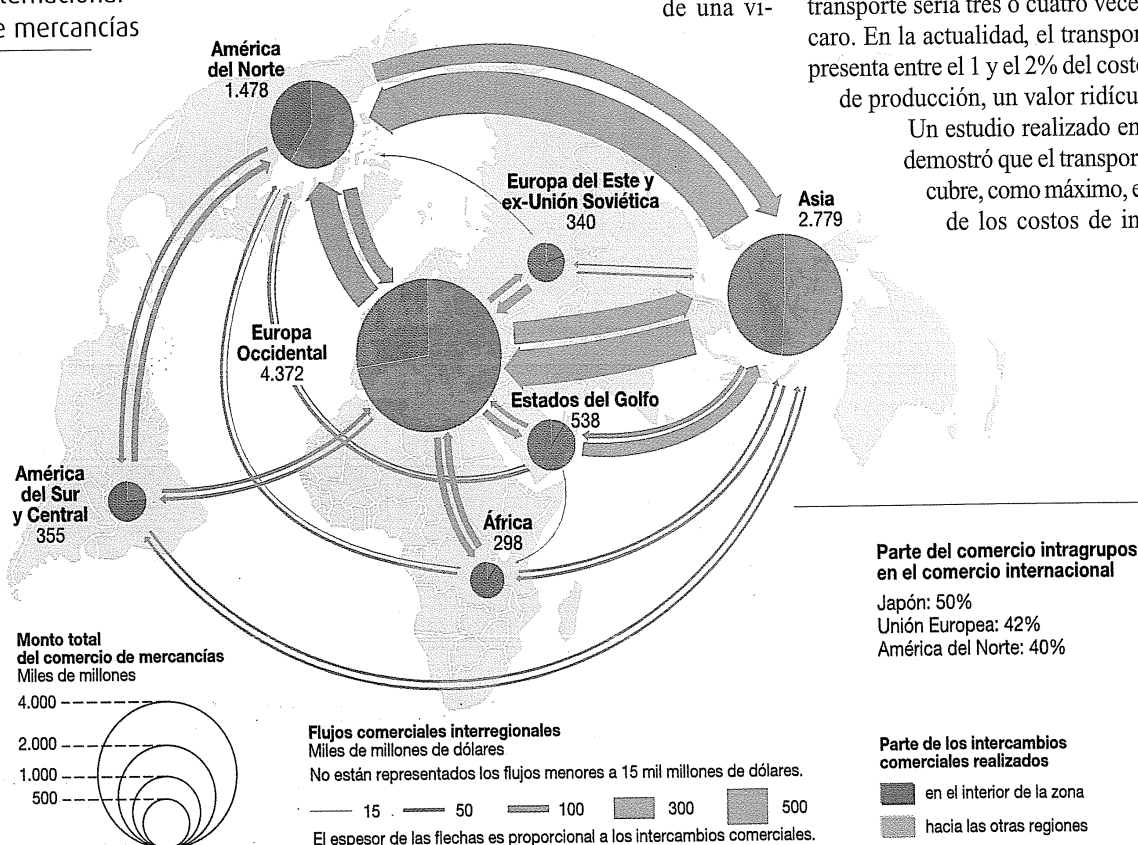 de mercancías
de una vi-
transporte sería tres o cuatro vece
caro. En la actualidad, el transpor
presenta entre el 1 y el 2% del cost
de producción, un valor ridícu
Un estudio realizado en
demostró que el transpor
cubre, como máximo, e
de los costos de in
América
del Norte
1.478
Europa del Este y
ex-Unión Soviética
340
Asia
2.779
Europa
Occidental
4.372
Estados del Golfo
538
América
del Sur
y Central
355
África
298
Parte del comercio intragrupos
en el comercio internacional
Japón: 50%
Unión Europea: 42%
América del Norte: 40%
Monto total
del comercio de mercancías
Miles de millones
4.000
2.000
1.000
500
Flujos comerciales interregionales
Miles de millones de dólares
No están representados los flujos menores a 15 mil millones de dólares.
15 50 100 300 500
El espesor de las flechas es proporcional a los intercambios comerciales.
Parte de los intercambios
comerciales realizados
en el interior de la zona
hacia las otras regiones